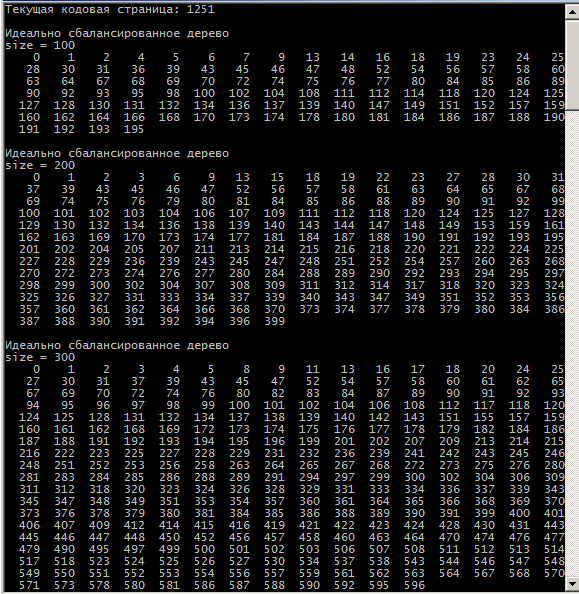 Текущая кодовая страница: 1251
Идеально сбалансированное дерево
size = 100
0 1 2 4 5 6 7 9 13 14 16 18 19 23 24 25
28 30 31 36 39 43 45 46 47 48 52 54 56 57 58 60
63 64 67 68 69 70 72 74 75 76 77 80 84 85 86 89
90 92 93 95 98 100 102 104 108 111 112 114 118 120 124 125
127 128 130 131 132 134 136 137 139 140 147 149 151 152 157 159
160 162 164 166 168 170 173 174 178 180 181 184 186 187 188 190
191 192 193 195
Идеально сбалансированное дерево
size = 200
0 1 2 3 6 9 13 15 18 19 22 23 27 28 30 31
37 39 43 45 46 47 52 56 57 58 61 63 64 65 67 68
69 74 75 76 79 80 81 84 85 86 88 89 90 91 92 99
100 101 102 103 104 106 107 109 111 112 118 120 124 125 127 128
129 130 132 134 136 138 139 140 143 144 147 148 149 153 159 161
162 163 169 170 173 174 177 181 184 187 188 190 191 192 193 195
201 202 204 205 207 211 213 214 215 216 218 220 221 222 224 225
227 228 229 236 239 243 245 247 248 251 252 254 257 260 263 268
270 272 273 274 276 277 280 284 288 289 290 292 293 294 295 297
298 299 300 302 304 307 308 309 311 312 314 317 318 320 323 324
325 326 327 331 333 334 337 339 340 343 347 349 351 352 353 356
357 360 361 362 364 366 368 370 373 374 377 378 379 380 384 386
387 388 390 391 392 394 396 399
Идеально сбалансированное дерево
size = 300
0 1 2 3 4 5 8 9 11 13 16 17 18 20 24 25
27 30 31 37 39 43 45 47 52 54 57 58 60 61 62 65
67 69 70 72 74 76 80 82 83 84 87 89 90 91 92 93
94 95 96 97 98 99 100 101 102 104 106 108 112 117 118 120
124 125 128 131 132 134 137 138 139 140 142 143 151 155 157 159
160 161 162 168 169 172 173 174 175 176 177 178 179 182 184 186
187 188 191 192 193 194 195 196 199 201 202 207 209 213 214 215
216 222 223 225 227 228 229 231 232 236 239 241 242 243 245 246
248 251 252 253 256 258 263 264 265 267 268 272 273 275 276 280
281 283 284 285 286 288 289 291 294 297 299 300 302 304 306 309
311 312 318 320 323 324 326 328 329 331 333 334 336 337 339 343
345 347 348 349 351 353 354 357 360 361 364 365 366 368 369 370
373 376 378 379 380 381 384 385 386 388 389 390 391 399 400 401
406 407 409 412 414 415 416 419 421 422 423 424 428 430 431 443
445 446 447 448 450 452 456 457 458 460 463 464 470 474 476 477
479 490 495 497 499 500 501 502 503 506 507 508 511 512 513 514
517 518 523 524 525 526 527 530 534 537 538 543 544 546 547 548
549 550 551 552 553 554 556 557 559 561 562 563 564 567 568 570
571 573 578 580 581 586 587 588 590 592 595 596